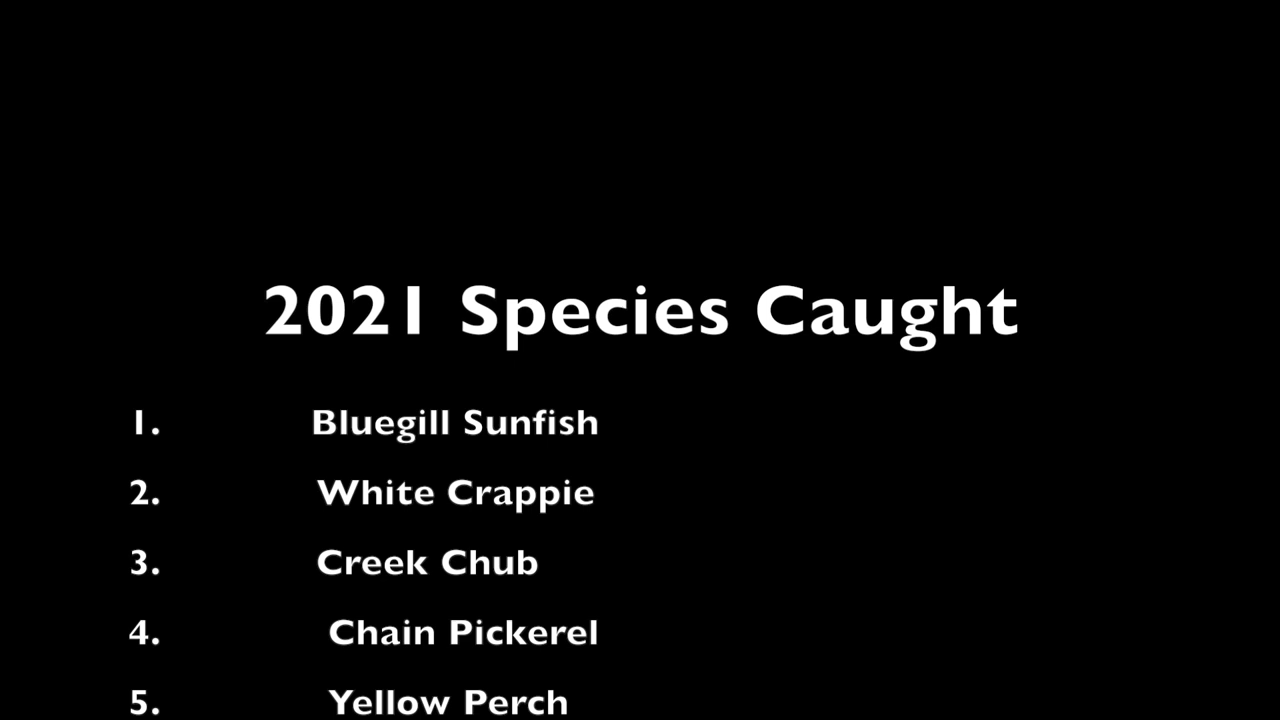 2021 Species Caught
1. Bluegill Sunfish
2. White Crappie
3. Creek Chub
4. Chain Pickerel
5. Yellow Perch